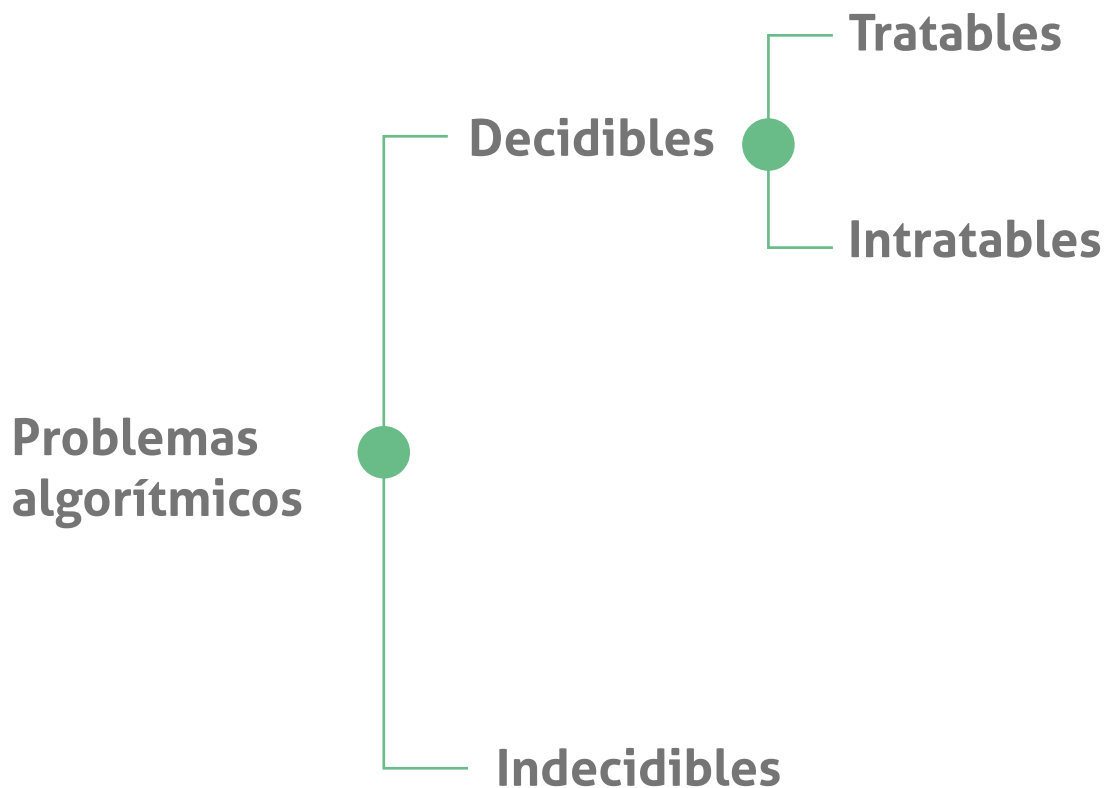 Tratables
Decidibles
Intratables
Problemas
algorítmicos
Indecidibles